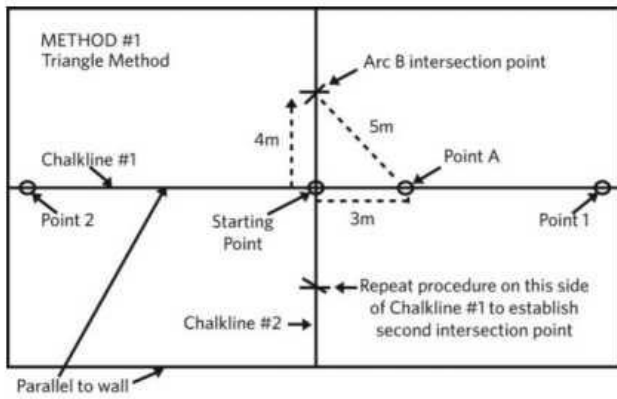 METHOD #1
Triangle Method
Arc B intersection point
4m
5m
Chalkline #1
Point A
Point 2
Starting
Point
3m
Point 1
Repeat procedure on this side
of Chalkline #1 to establish
second intersection point
Chalkline #2
Parallel to wall